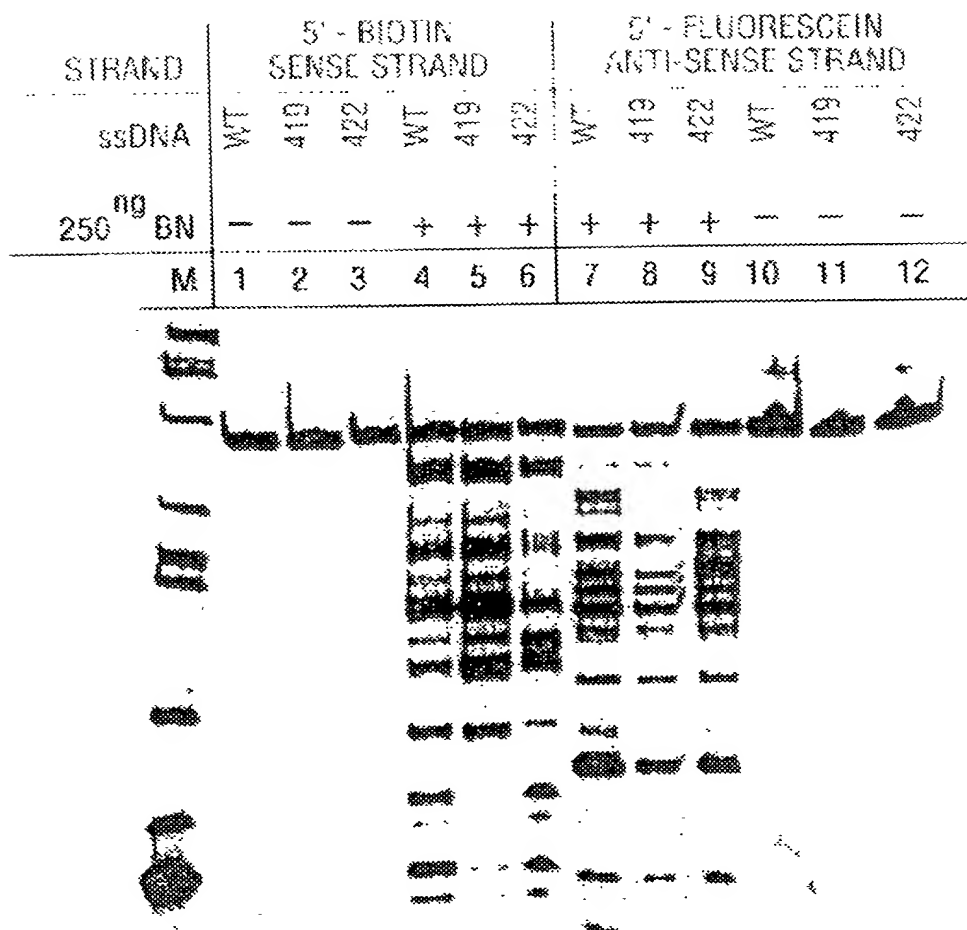 5' - BIOTIN 5' - FLUORESCEIN
STRAND SENSE STRAND ANTI-SENSE STRAND
ssDNA WT 419 422 WT 419 422 WT 419 422 WT 419 422
250 ng BN − − − + + + + + + − − −
M 1 2 3 4 5 6 7 8 9 10 11 12